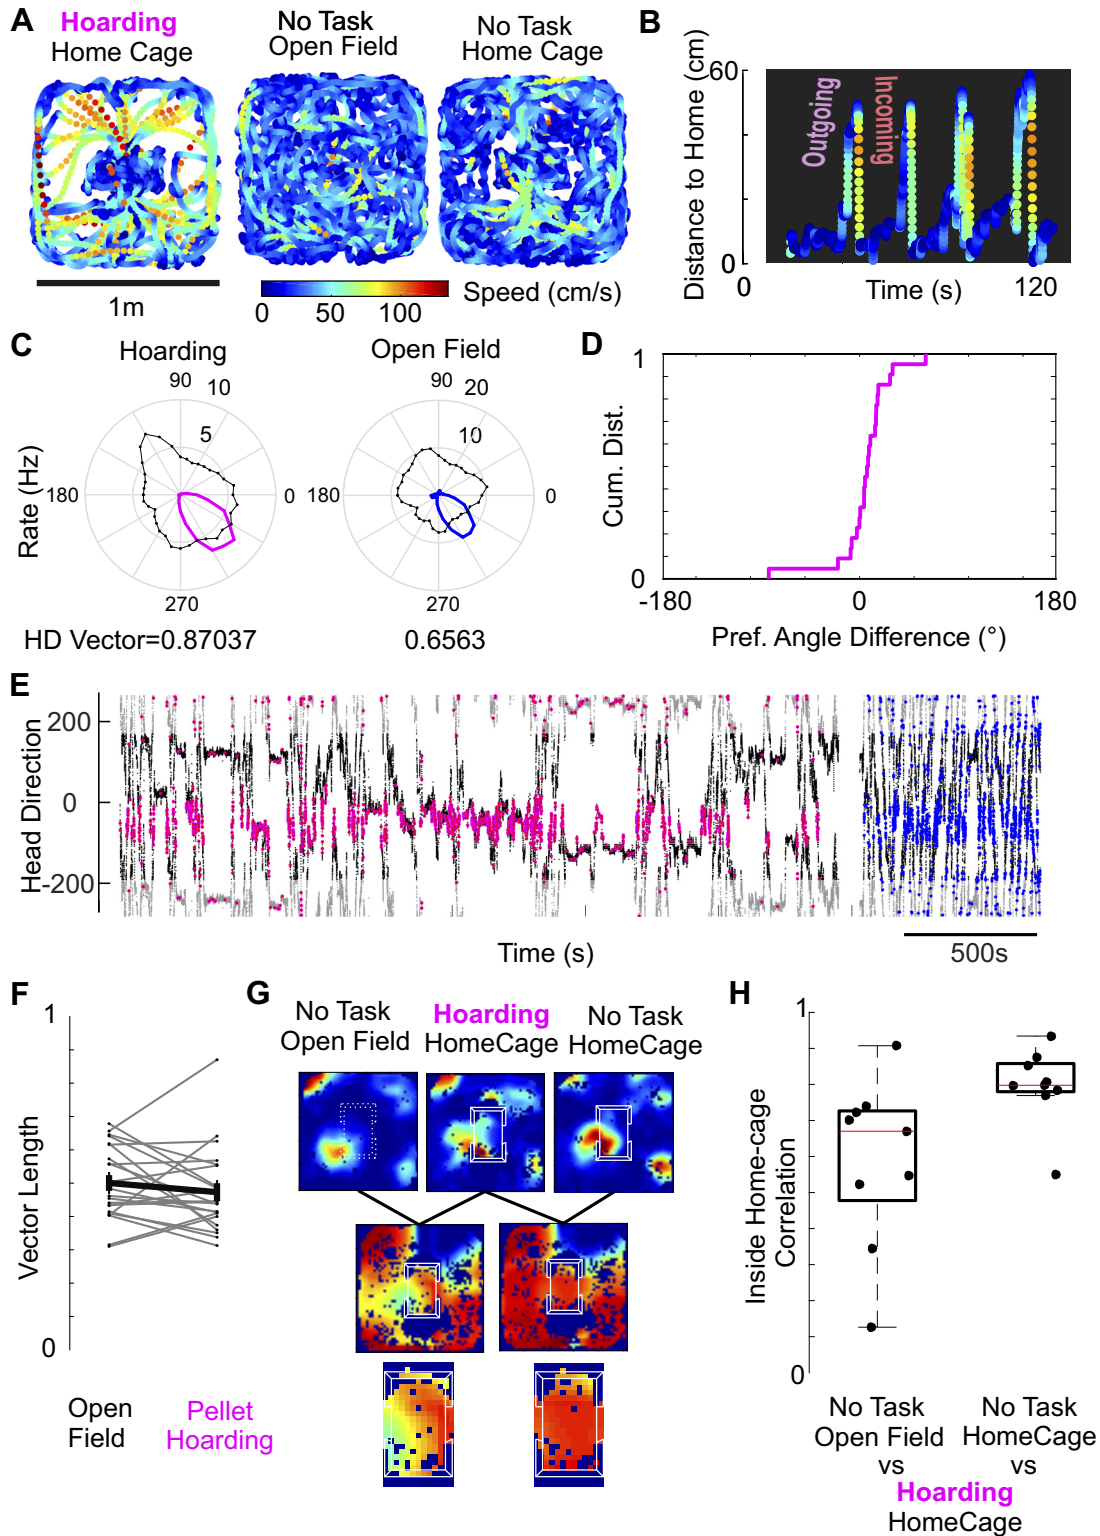 A
Hoarding
Home Cage
No Task
Open Field
No Task
Home Cage
1m
0 50 100
Speed (cm/s)
B
Distance to Home (cm)
60
0
Outgoing
Incoming
0 Time (s) 120
C
Hoarding
Open Field
Rate (Hz)
90 10
5
180 0
270
90 20
10
180 0
270
HD Vector=0.87037
0.6563
D
Cum. Dist.
1
0
-180 0 180
Pref. Angle Difference (°)
E
Head Direction
200
0
-200
Time (s)
500s
F
Vector Length
1
0
Open
Field
Pellet
Hoarding
G
No Task
Open Field
Hoarding
HomeCage
No Task
HomeCage
H
Inside Home-cage
Correlation
1
0
No Task
Open Field
vs
No Task
HomeCage
vs
Hoarding
HomeCage